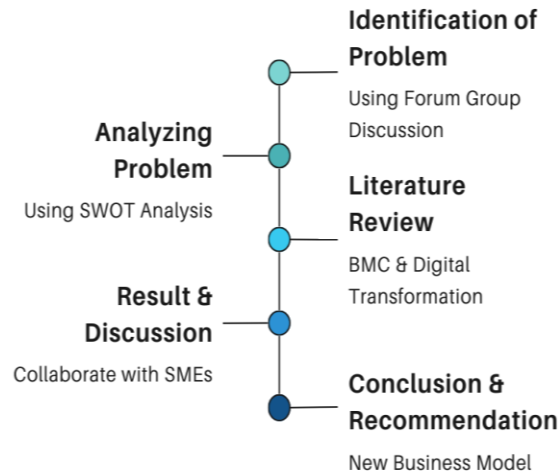 Identification of
Problem
Using Forum Group
Discussion
Analyzing
Problem
Using SWOT Analysis
Literature
Review
BMC & Digital
Transformation
Result &
Discussion
Collaborate with SMEs
Conclusion &
Recommendation
New Business Model